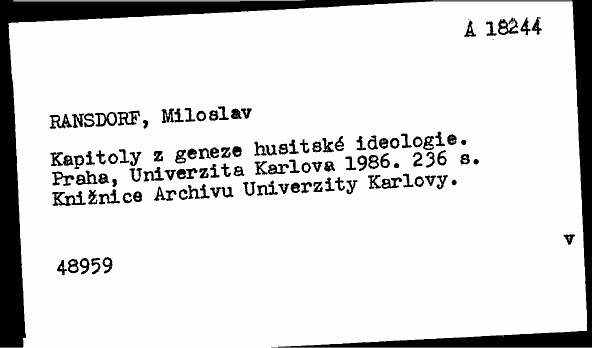 A 18244
RANSDORF, Miloslav
Kapitoly z geneze husitské ideologie.
Praha, Univerzita Karlova 1986. 236 s.
Knižnice Archivu Univerzity Karlovy.
48959
v